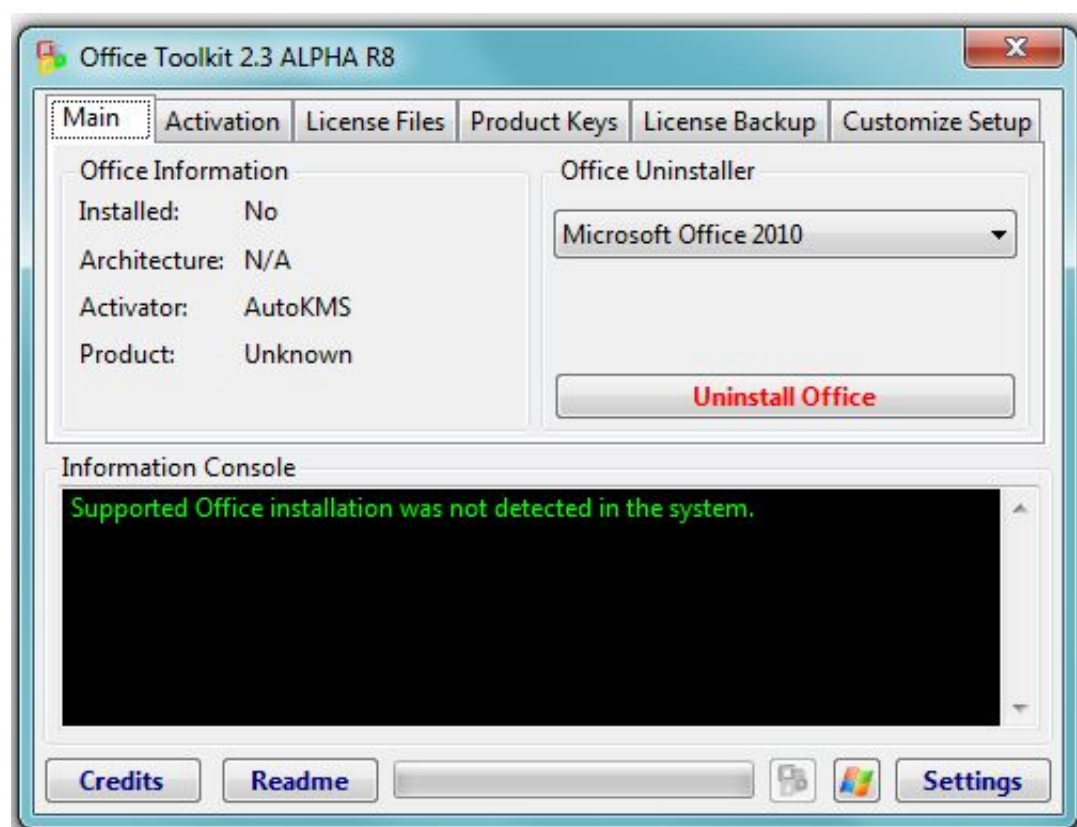 Office Toolkit 2.3 ALPHA R8
Main Activation License Files Product Keys License Backup Customize Setup
Office Information
Installed: No
Architecture: N/A
Activator: AutoKMS
Product: Unknown
Office Uninstaller
Microsoft Office 2010
Uninstall Office
Information Console
Supported Office installation was not detected in the system.
Credits Readme Settings